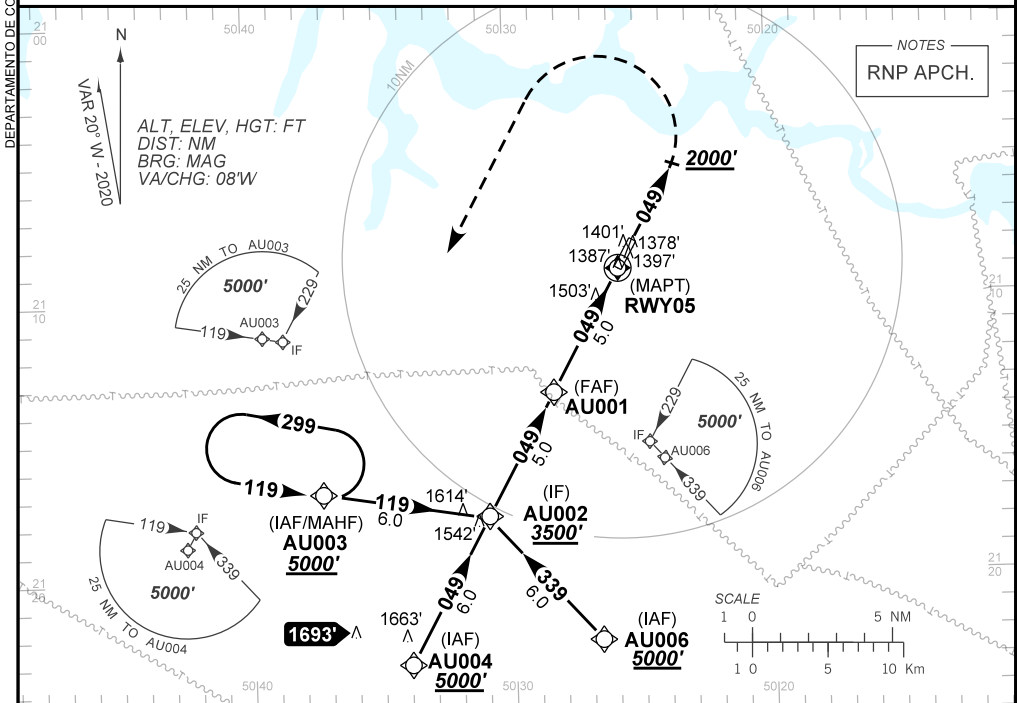 DEPARTAMENTO DE CO
21
00
50|40
50|30
50|20
N
VAR 20° W - 2020
ALT, ELEV, HGT: FT
DIST: NM
BRG: MAG
VA/CHG: 08'W
10NM
NOTES
RNP APCH.
2000'
049
1401'
1378'
1387'
1397'
(MAPT)
RWY05
1503'
049
5.0
25 NM TO AU003
5000'
229
119
AU003
IF
21
10
21
10
(FAF)
AU001
049
5.0
25 NM TO AU006
5000'
229
IF
AU006
339
299
119
119
6.0
1614'
1542'
(IF)
AU002
3500'
(IAF/MAHF)
AU003
5000'
119
IF
AU004
339
5000'
25 NM TO AU004
049
6.0
339
6.0
21
20
21
20
1693'
1663'
(IAF)
AU004
5000'
(IAF)
AU006
5000'
SCALE
1 0 5 NM
1 0 5 10 Km
50|40
50|30
50|20